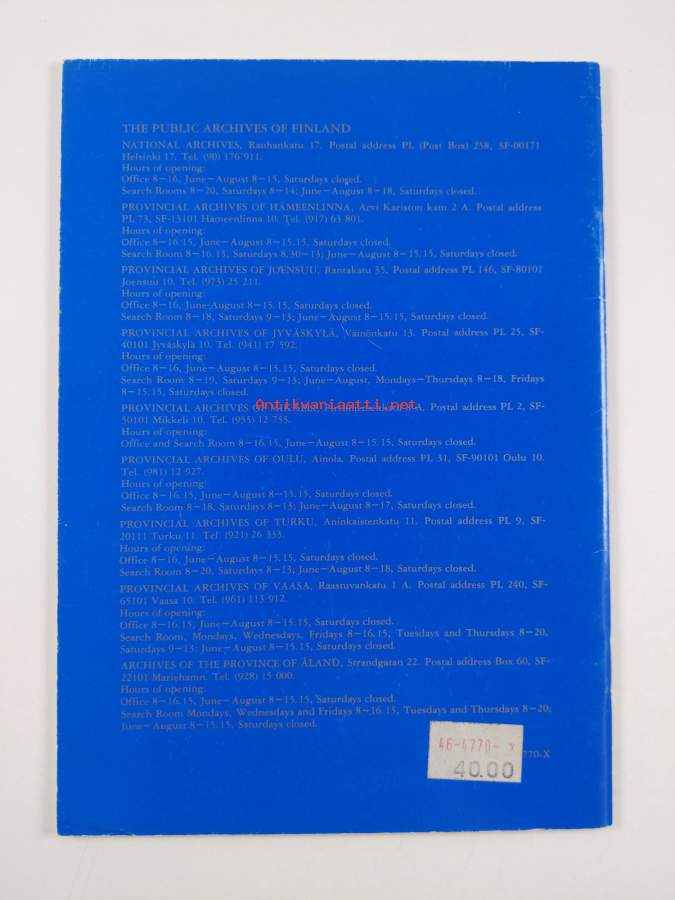 THE PUBLIC ARCHIVES OF FINLAND
NATIONAL ARCHIVES, Rauhankatu 17. Postal address PL (Post Box) 258, SF-00171
Helsinki 17. Tel. (90) 176 911.
Hours of opening:
Office 8—16, June—August 8—15, Saturdays closed.
Search Rooms 8—20, Saturdays 8—14; June—August 8—18, Saturdays closed.
PROVINCIAL ARCHIVES OF HÄMEENLINNA, Arvi Kariston katu 2 A. Postal address
PL 73, SF-13101 Hämeenlinna 10. Tel. (917) 63 801.
Hours of opening:
Office 8—16.15, June—August 8—15.15, Saturdays closed.
Search Room 8—16.15, Saturdays 8.30—13; June—August 8—15.15, Saturdays closed.
PROVINCIAL ARCHIVES OF JOENSUU, Rantakatu 35. Postal address PL 146, SF-80101
Joensuu 10. Tel. (973) 25 211.
Hours of opening:
Office 8—16, June—August 8—15.15, Saturdays closed.
Search Room 8—18, Saturdays 9—13; June—August 8—18, Saturdays closed.
PROVINCIAL ARCHIVES OF JYVÄSKYLÄ, Väinönkatu 13. Postal address PL 25, SF-
40101 Jyväskylä 10. Tel. (941) 17 592.
Hours of opening:
Office 8—16, June—August 8—15.15, Saturdays closed.
Search Room 8—19, Saturdays 9—13; June—August, Mondays—Thursdays 8—18, Fridays
8—15.15, Saturdays closed.
Antikvariaatti.net
PROVINCIAL ARCHIVES OF MIKKELI, A. Postal address PL 2, SF-
50101 Mikkeli 10. Tel. (955) 12 755.
Hours of opening:
Office and Search Room 8—16.15, June—August 8—15.15, Saturdays closed.
PROVINCIAL ARCHIVES OF OULU, Ainola. Postal address PL 31, SF-90101 Oulu 10.
Tel. (981) 12 927.
Hours of opening:
Office 8—16.15, June—August 8—15.15, Saturdays closed.
Search Room 8—18, Saturdays 8—13; June—August 8—17, Saturdays closed.
PROVINCIAL ARCHIVES OF TURKU, Aninkaistenkatu 11. Postal address PL 9, SF-
20111 Turku 11. Tel. (921) 26 333.
Hours of opening:
Office 8—16, June—August 8—15.15, Saturdays closed.
Search Room 8—20, Saturdays 8—13; June—August 8—18, Saturdays closed.
PROVINCIAL ARCHIVES OF VAASA, Raastuvankatu 1 A. Postal address PL 240, SF-
65101 Vaasa 10. Tel. (961) 113 912.
Hours of opening:
Office 8—16.15, June—August 8—15.15, Saturdays closed.
Search Room, Mondays, Wednesdays, Fridays 8—16.15, Tuesdays and Thursdays 8—20,
Saturdays 9—13; June—August 8—15.15, Saturdays closed.
ARCHIVES OF THE PROVINCE OF ÅLAND, Strandgatan 22. Postal address Box 60, SF-
22101 Mariehamn. Tel. (928) 15 000.
Hours of opening:
Office 8—16.15, June—August 8—15.15, Saturdays closed.
Search Room Mondays, Wednesdays and Fridays 8—16.15, Tuesdays and Thursdays 8—20;
June—August 8—15.15, Saturdays closed.
46-4770- x
770-X
40.00